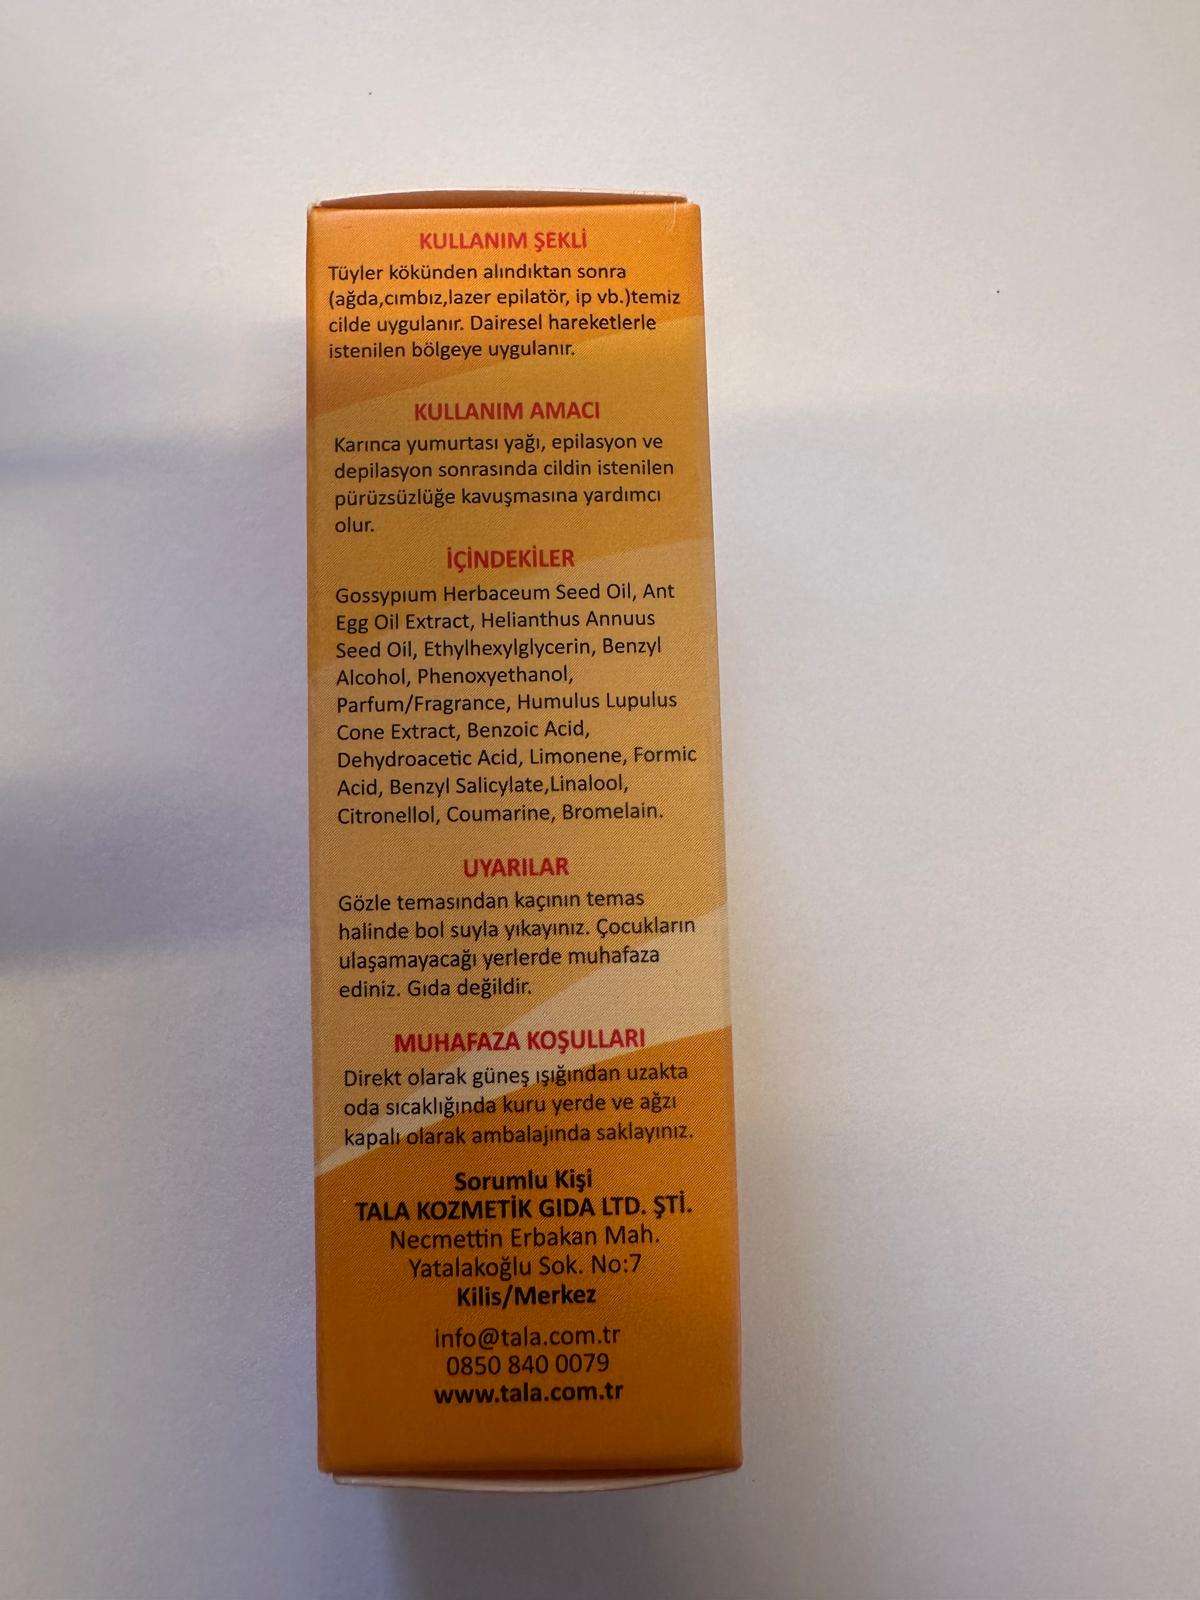 KULLANIM ŞEKLİ
Tüyler kökünden alındıktan sonra
(ağda,cımbız,lazer epilatör, ip vb.)temiz
cilde uygulanır. Dairesel hareketlerle
istenilen bölgeye uygulanır.
KULLANIM AMACI
Karınca yumurtası yağı, epilasyon ve
depilasyon sonrasında cildin istenilen
pürüzsüzlüğe kavuşmasına yardımcı
olur.
İÇİNDEKİLER
Gossypıum Herbaceum Seed Oil, Ant
Egg Oil Extract, Helianthus Annuus
Seed Oil, Ethylhexylglycerin, Benzyl
Alcohol, Phenoxyethanol,
Parfum/Fragrance, Humulus Lupulus
Cone Extract, Benzoic Acid,
Dehydroacetic Acid, Limonene, Formic
Acid, Benzyl Salicylate,Linalool,
Citronellol, Coumarine, Bromelain.
UYARILAR
Gözle temasından kaçının temas
halinde bol suyla yıkayınız. Çocukların
ulaşamayacağı yerlerde muhafaza
ediniz. Gıda değildir.
MUHAFAZA KOŞULLARI
Direkt olarak güneş ışığından uzakta
oda sıcaklığında kuru yerde ve ağzı
kapalı olarak ambalajında saklayınız.
Sorumlu Kişi
TALA KOZMETİK GIDA LTD. ŞTİ.
Necmettin Erbakan Mah.
Yatalakoğlu Sok. No:7
Kilis/Merkez
info@tala.com.tr
0850 840 0079
www.tala.com.tr